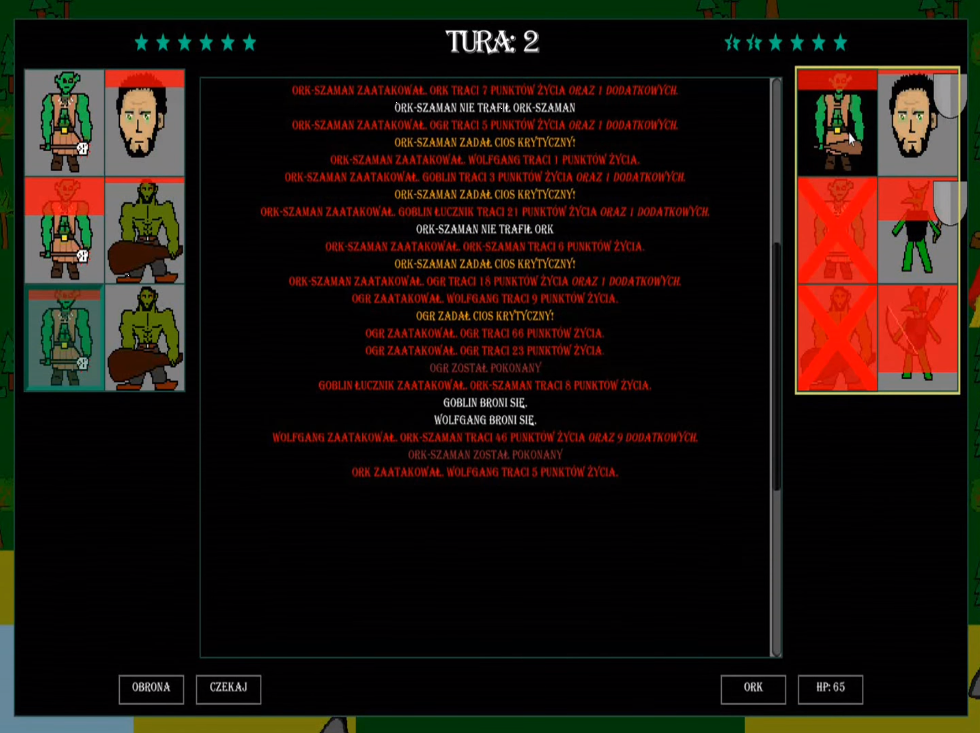 TURA: 2
ORK-SZAMAN ZAATAKOWAŁ. ORK TRACI 7 PUNKTÓW ŻYCIA ORAZ 1 DODATKOWYCH.
ORK-SZAMAN NIE TRAFIŁ ORK-SZAMAN
ORK-SZAMAN ZAATAKOWAŁ. OGR TRACI 5 PUNKTÓW ŻYCIA ORAZ 1 DODATKOWYCH.
ORK-SZAMAN ZADAŁ CIOS KRYTYCZNY!
ORK-SZAMAN ZAATAKOWAŁ. WOLFGANG TRACI 1 PUNKTÓW ŻYCIA.
ORK-SZAMAN ZAATAKOWAŁ. GOBLIN TRACI 3 PUNKTÓW ŻYCIA ORAZ 1 DODATKOWYCH.
ORK-SZAMAN ZADAŁ CIOS KRYTYCZNY!
ORK-SZAMAN ZAATAKOWAŁ. GOBLIN ŁUCZNIK TRACI 21 PUNKTÓW ŻYCIA ORAZ 1 DODATKOWYCH.
ORK-SZAMAN NIE TRAFIŁ ORK
ORK-SZAMAN ZAATAKOWAŁ. ORK-SZAMAN TRACI 6 PUNKTÓW ŻYCIA.
ORK-SZAMAN ZADAŁ CIOS KRYTYCZNY!
ORK-SZAMAN ZAATAKOWAŁ. OGR TRACI 18 PUNKTÓW ŻYCIA ORAZ 1 DODATKOWYCH.
OGR ZAATAKOWAŁ. WOLFGANG TRACI 9 PUNKTÓW ŻYCIA.
OGR ZADAŁ CIOS KRYTYCZNY!
OGR ZAATAKOWAŁ. OGR TRACI 66 PUNKTÓW ŻYCIA.
OGR ZAATAKOWAŁ. OGR TRACI 23 PUNKTÓW ŻYCIA.
OGR ZOSTAŁ POKONANY
GOBLIN ŁUCZNIK ZAATAKOWAŁ. ORK-SZAMAN TRACI 8 PUNKTÓW ŻYCIA.
GOBLIN BRONI SIĘ.
WOLFGANG BRONI SIĘ.
WOLFGANG ZAATAKOWAŁ. ORK-SZAMAN TRACI 46 PUNKTÓW ŻYCIA ORAZ 9 DODATKOWYCH.
ORK-SZAMAN ZOSTAŁ POKONANY
ORK ZAATAKOWAŁ. WOLFGANG TRACI 5 PUNKTÓW ŻYCIA.
OBRONA CZEKAJ ORK HP: 65